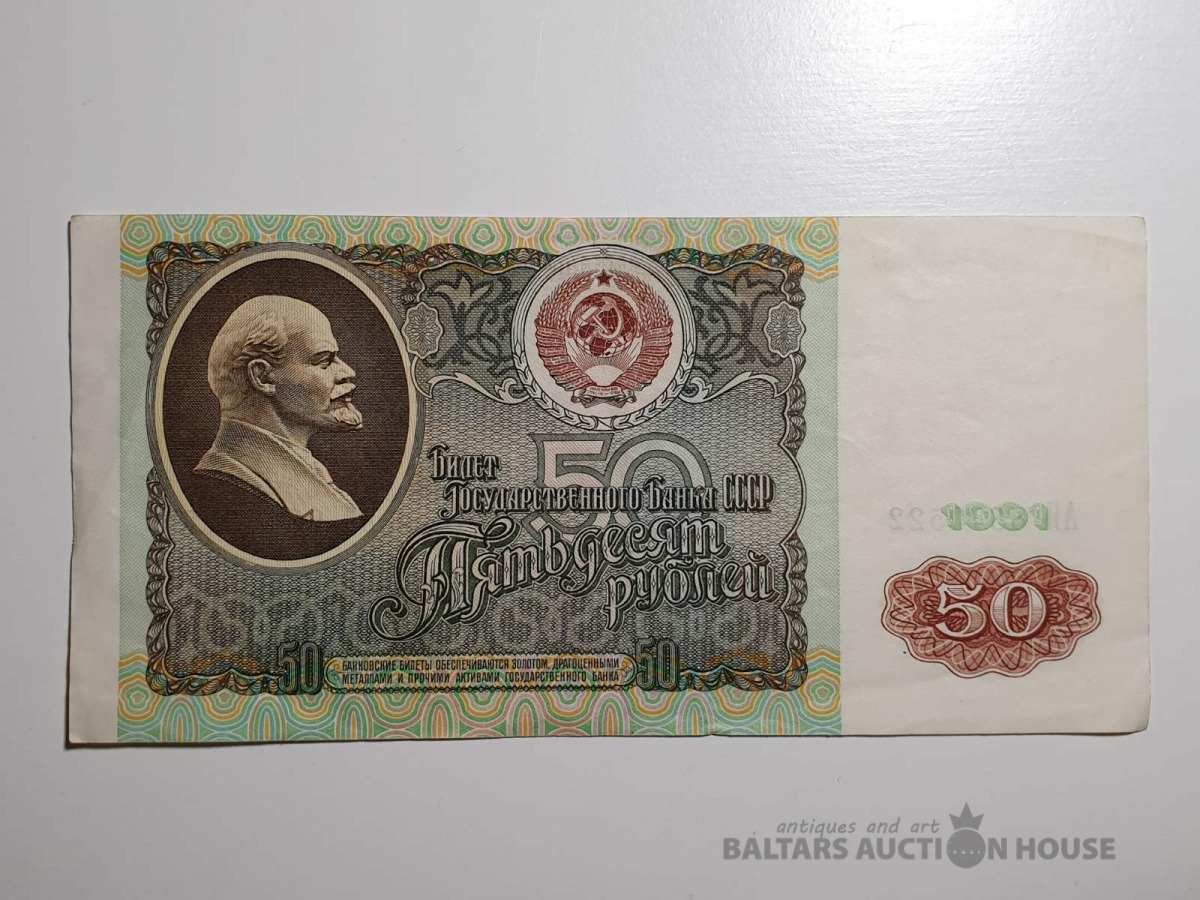 Билет
Государственного Банка СССР
50
Пятьдесят
рублей
50
БАНКОВСКИЕ БИЛЕТЫ ОБЕСПЕЧИВАЮТСЯ ЗОЛОТОМ, ДРАГОЦЕННЫМИ
МЕТАЛЛАМИ И ПРОЧИМИ АКТИВАМИ ГОСУДАРСТВЕННОГО БАНКА
50
1991
50
antiques and art
BALTARS AUCTION HOUSE